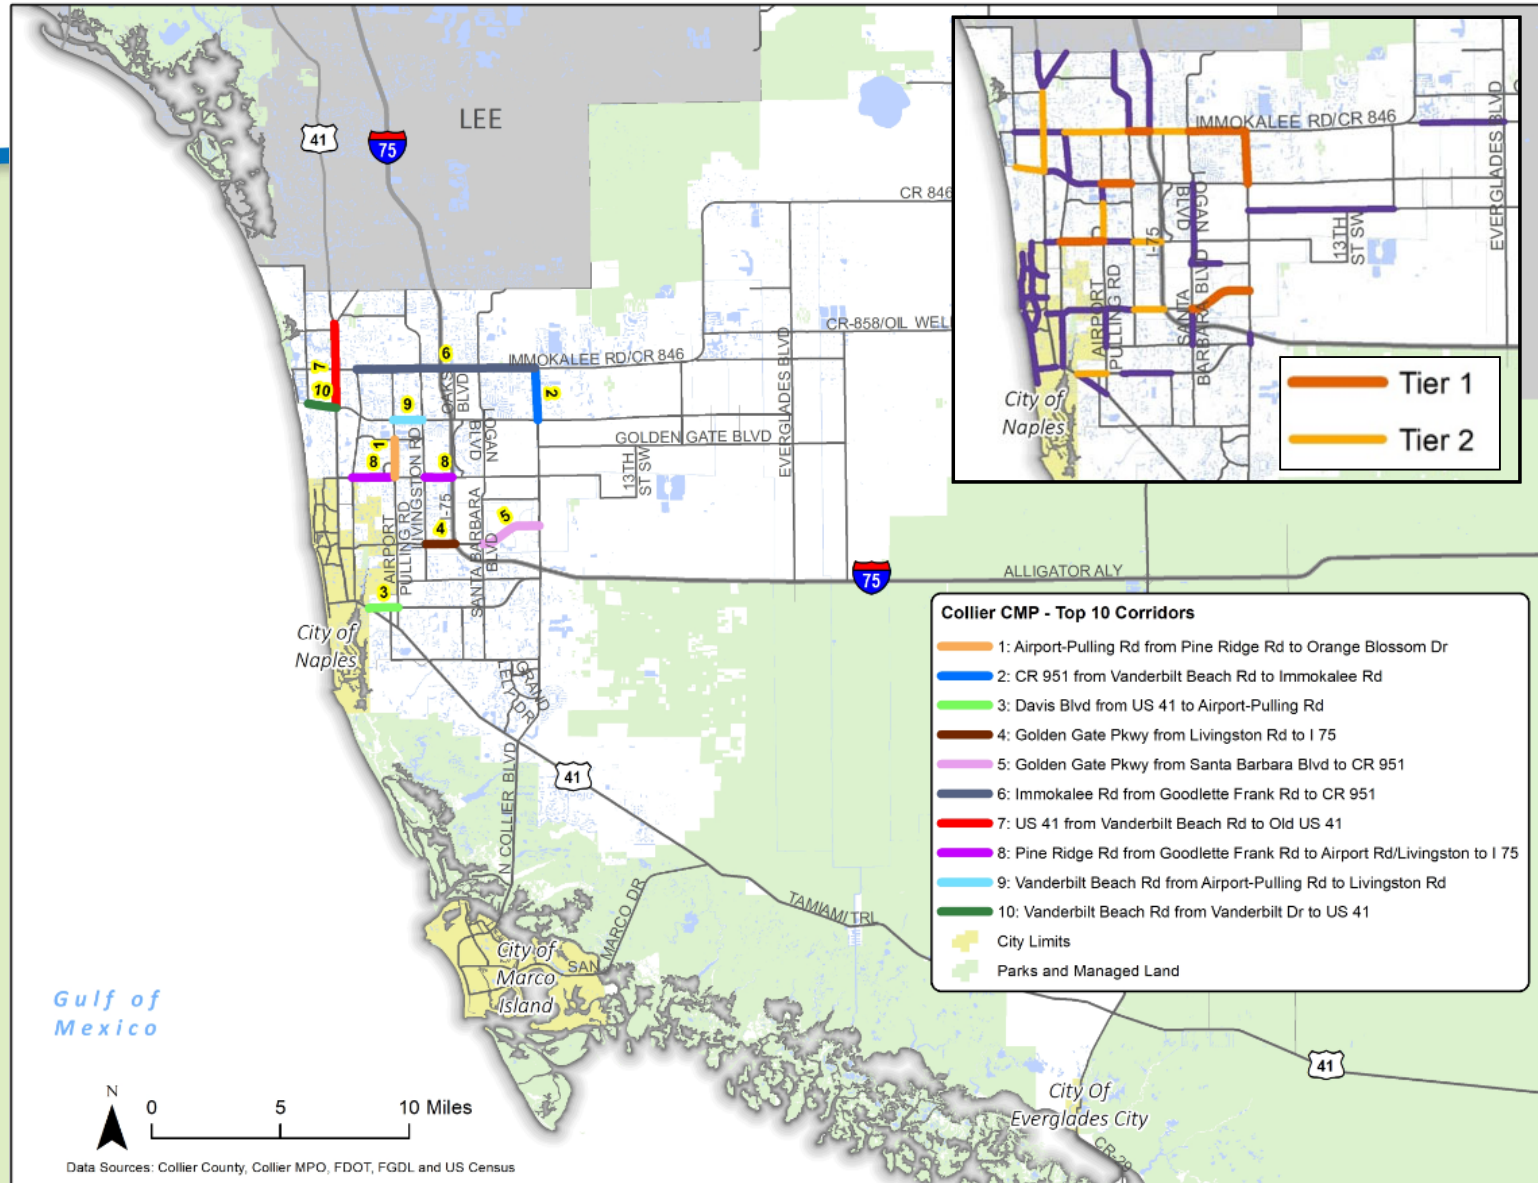 LEE
41
75
CR 846
CR-858/OIL WEL
6
IMMOKALEE RD/CR 846
7
10
2
9
OAKS
BLVD
LOGAN
BLVD
EVERGLADES BLVD
GOLDEN GATE BLVD
1
8
8
LIVINGSTON RD
13TH
ST SW
I-75
5
4
AIRPORT
PULLING RD
SANTA BARBARA
BLVD
3
75
ALLIGATOR ALY
City of
Naples
GRAND
LELY DR
N COLLIER BLVD
41
TAMIAMI TRL
SAN MARCO DR
City of
Marco
Island
Gulf of
Mexico
41
City Of
Everglades City
CR-29
N
0 5 10 Miles
Data Sources: Collier County, Collier MPO, FDOT, FGDL and US Census
IMMOKALEE RD/CR 846
EVERGLADES BLVD
LOGAN
BLVD
13TH
ST SW
I-75
AIRPORT
PULLING RD
SANTA
BARBARA BLVD
City of
Naples
Tier 1
Tier 2
Collier CMP - Top 10 Corridors
1: Airport-Pulling Rd from Pine Ridge Rd to Orange Blossom Dr
2: CR 951 from Vanderbilt Beach Rd to Immokalee Rd
3: Davis Blvd from US 41 to Airport-Pulling Rd
4: Golden Gate Pkwy from Livingston Rd to I 75
5: Golden Gate Pkwy from Santa Barbara Blvd to CR 951
6: Immokalee Rd from Goodlette Frank Rd to CR 951
7: US 41 from Vanderbilt Beach Rd to Old US 41
8: Pine Ridge Rd from Goodlette Frank Rd to Airport Rd/Livingston to I 75
9: Vanderbilt Beach Rd from Airport-Pulling Rd to Livingston Rd
10: Vanderbilt Beach Rd from Vanderbilt Dr to US 41
City Limits
Parks and Managed Land